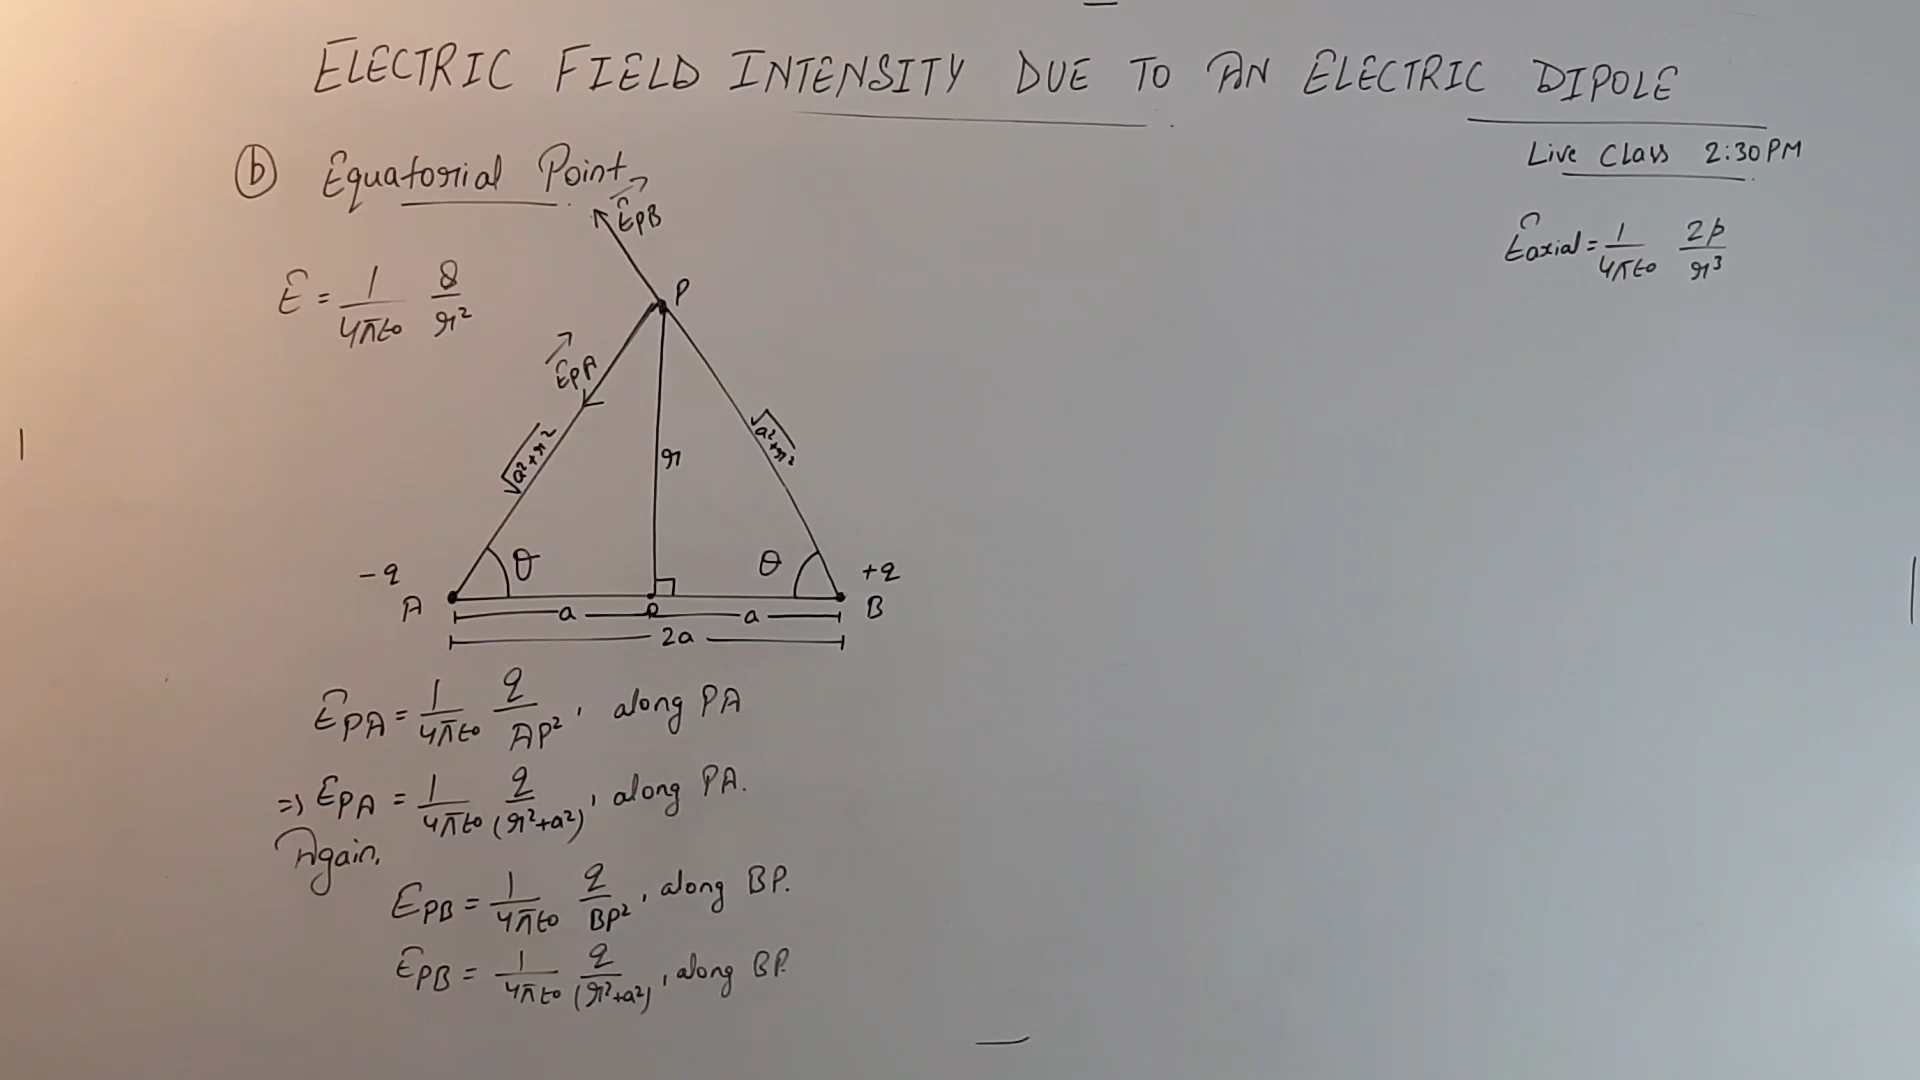 ELECTRIC FIELD INTENSITY DUE TO AN ELECTRIC DIPOLE
Live Class 2:30 PM
(b) Equatorial Point
E axial = 1/4πε0 2p/r³
E = 1/4πε0 Q/r²
EPB
P
EPA
√a²+r²
√a²+r²
r
θ
θ
-q
+q
A
B
a
a
2a
EPA = 1/4πε0 q/AP², along PA
⇒ EPA = 1/4πε0 q/(r²+a²), along PA.
Again,
EPB = 1/4πε0 q/BP², along BP.
EPB = 1/4πε0 q/(r²+a²), along BP.